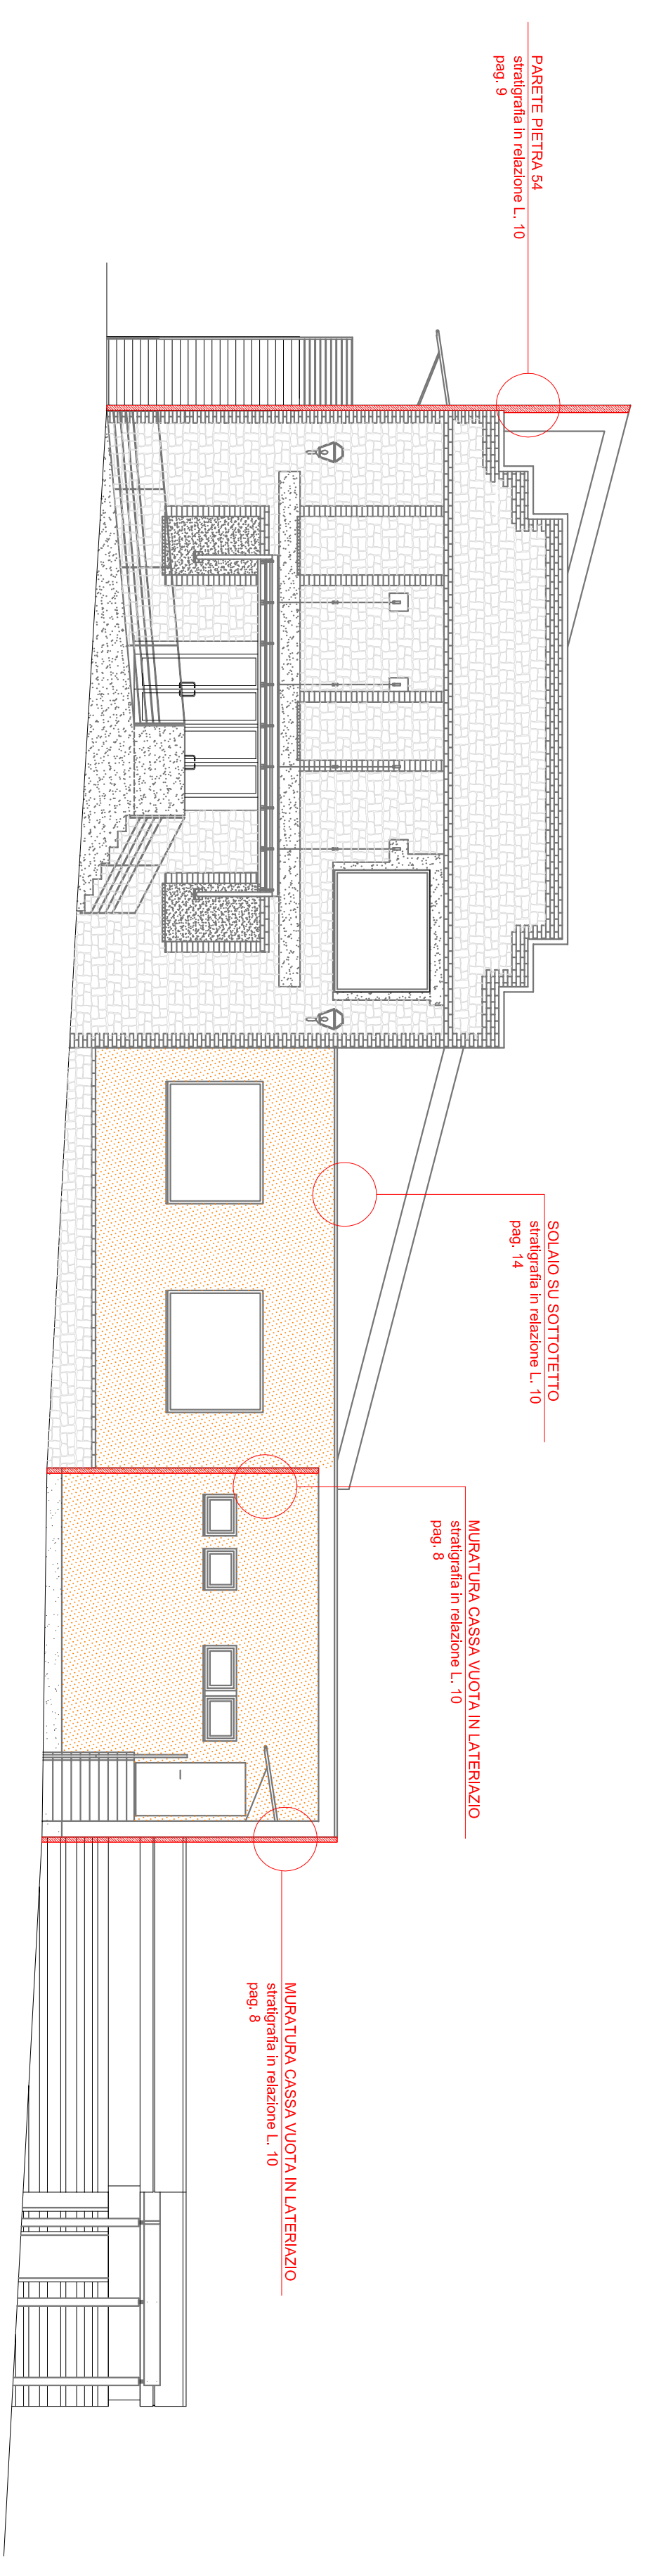 PARETE PIETRA 54
stratigrafia in relazione L. 10
pag. 9
SOLAIO SU SOTTOTETTO
stratigrafia in relazione L. 10
pag. 14
MURATURA CASSA VUOTA IN LATERIAZIO
stratigrafia in relazione L. 10
pag. 8
MURATURA CASSA VUOTA IN LATERIAZIO
stratigrafia in relazione L. 10
pag. 8